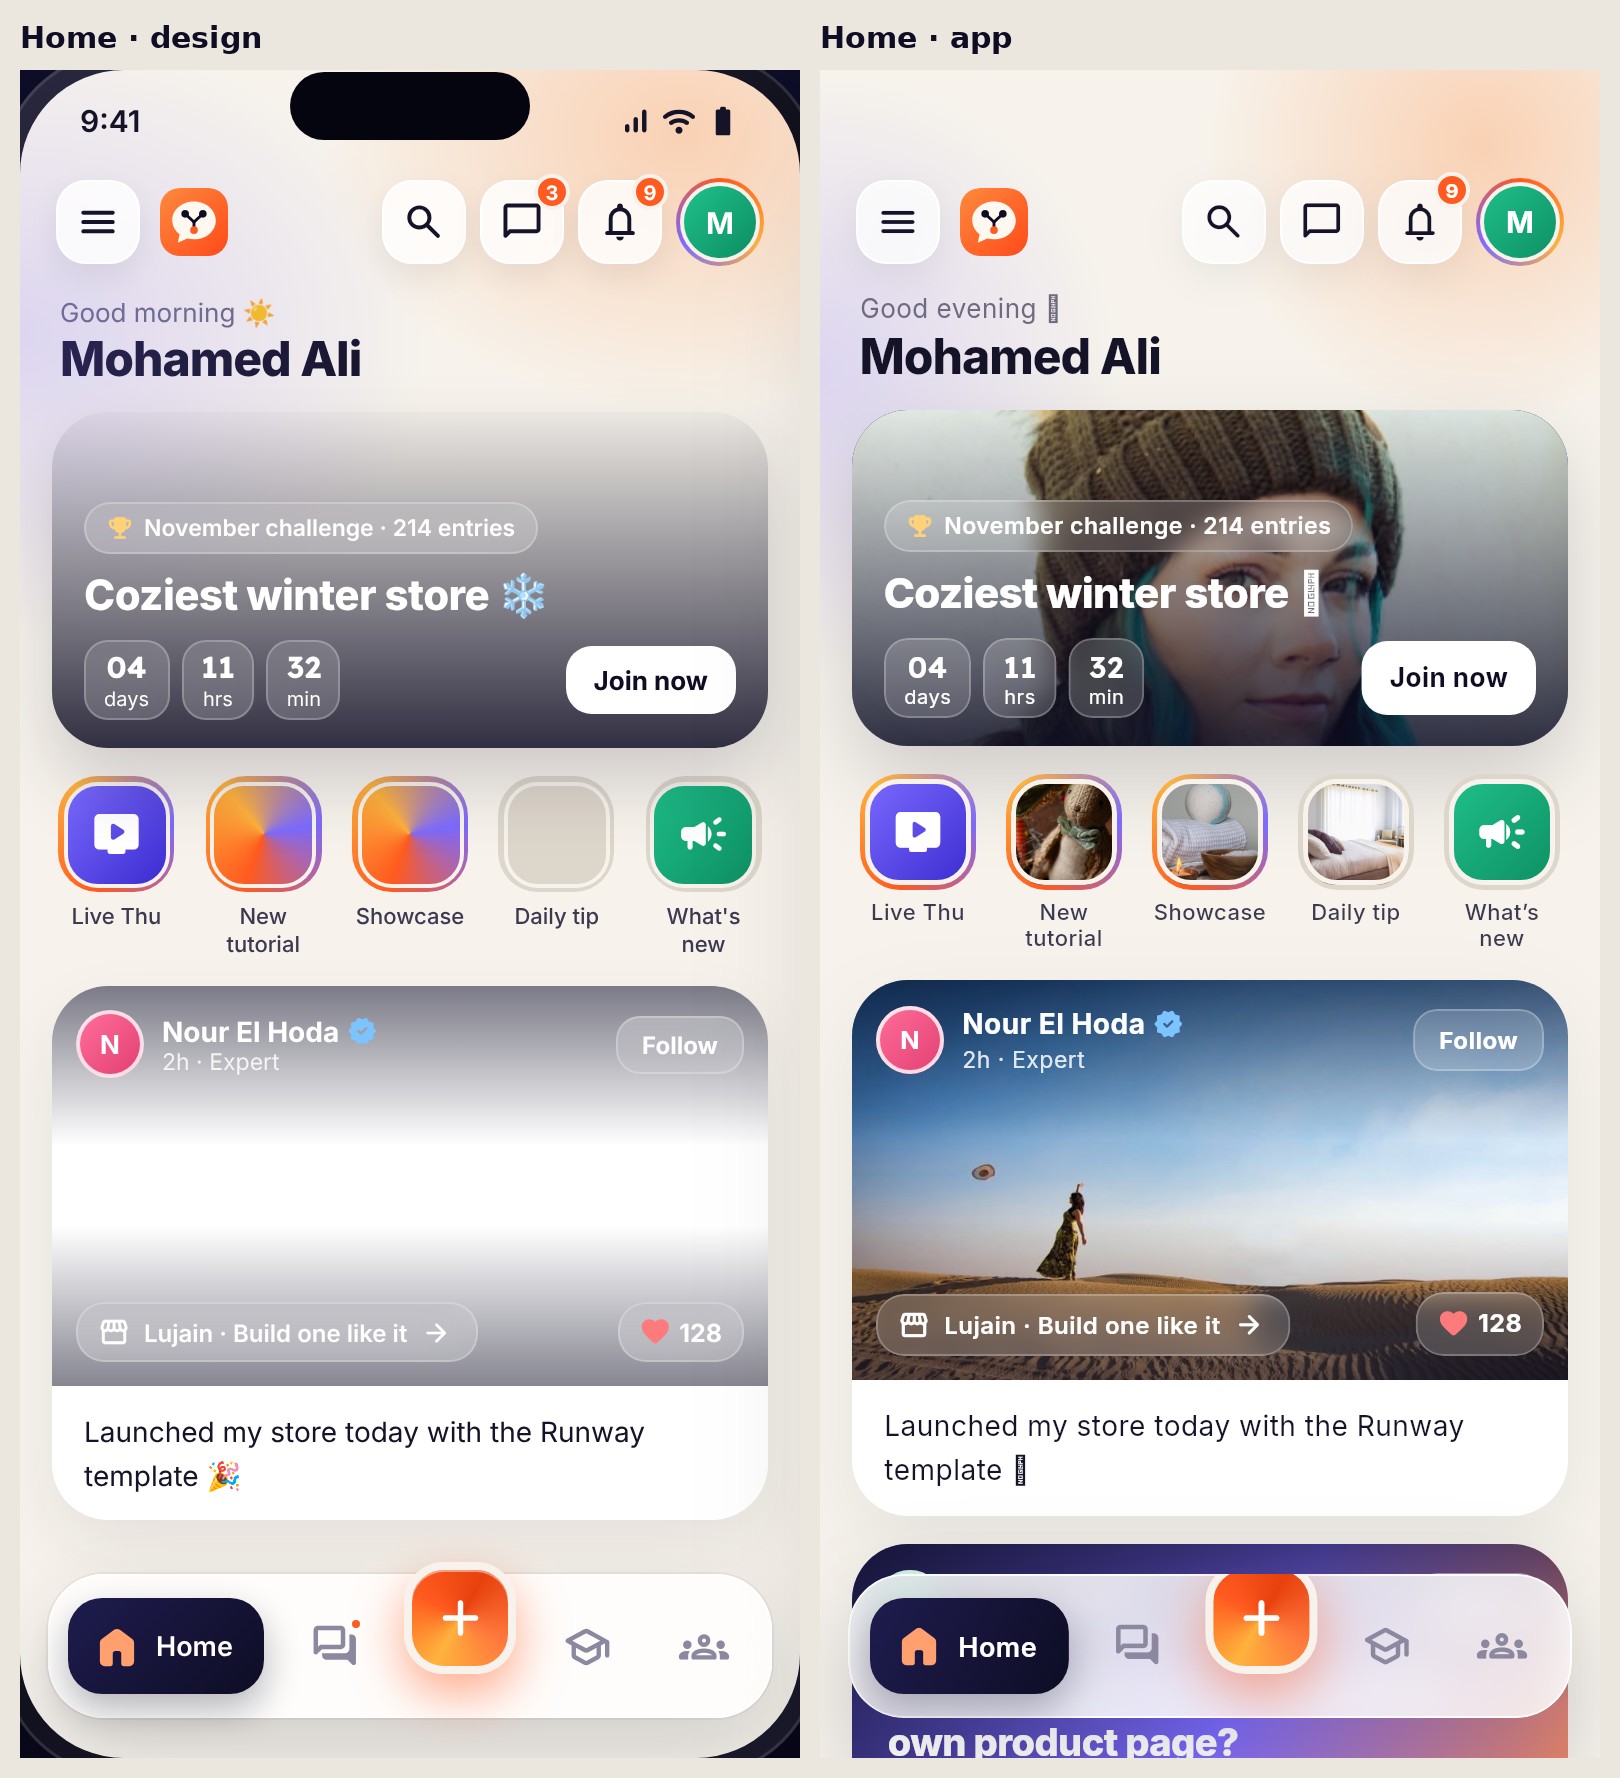 Home · design
9:41
3
9
M
Good morning ☀️
Mohamed Ali
November challenge · 214 entries
Coziest winter store ❄️
04 days
11 hrs
32 min
Join now
Live Thu
New tutorial
Showcase
Daily tip
What's new
N
Nour El Hoda
2h · Expert
Follow
Lujain · Build one like it →
128
Launched my store today with the Runway
template 🎉
Home
Home · app
9
M
Good evening
Mohamed Ali
November challenge · 214 entries
Coziest winter store
04 days
11 hrs
32 min
Join now
Live Thu
New tutorial
Showcase
Daily tip
What’s new
N
Nour El Hoda
2h · Expert
Follow
Lujain · Build one like it →
128
Launched my store today with the Runway
template
Home
own product page?